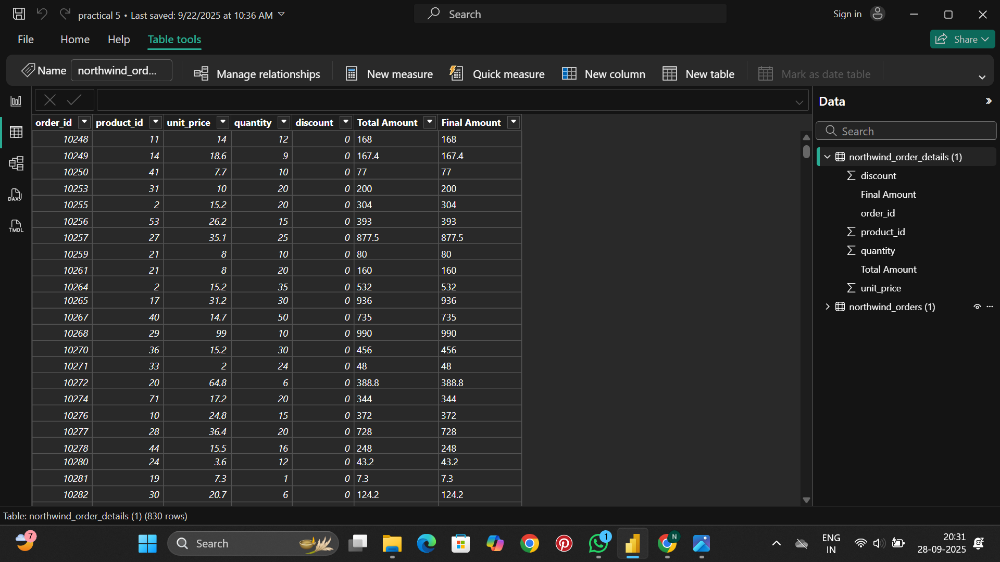 practical 5 • Last saved: 9/22/2025 at 10:36 AM
Search
Sign in
File Home Help Table tools
Share
Name northwind_ord... Manage relationships New measure Quick measure New column New table Mark as date table
Data
Search
order_id product_id unit_price quantity discount Total Amount Final Amount
10248 11 14 12 0 168 168
10249 14 18.6 9 0 167.4 167.4
10250 41 7.7 10 0 77 77
10253 31 10 20 0 200 200
10255 2 15.2 20 0 304 304
10256 53 26.2 15 0 393 393
10257 27 35.1 25 0 877.5 877.5
10259 21 8 10 0 80 80
10261 21 8 20 0 160 160
10264 2 15.2 35 0 532 532
10265 17 31.2 30 0 936 936
10267 40 14.7 50 0 735 735
10268 29 99 10 0 990 990
10270 36 15.2 30 0 456 456
10271 33 2 24 0 48 48
10272 20 64.8 6 0 388.8 388.8
10274 71 17.2 20 0 344 344
10276 10 24.8 15 0 372 372
10277 28 36.4 20 0 728 728
10278 44 15.5 16 0 248 248
10280 24 3.6 12 0 43.2 43.2
10281 19 7.3 1 0 7.3 7.3
10282 30 20.7 6 0 124.2 124.2
DAX
TMDL
northwind_order_details (1)
discount
Final Amount
order_id
product_id
quantity
Total Amount
unit_price
northwind_orders (1)
Table: northwind_order_details (1) (830 rows)
7
Search
1
N
ENG
IN
20:31
28-09-2025